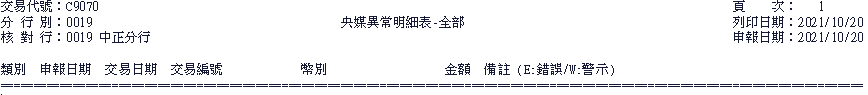 交易代號：C9070 頁 次： 1
分 行 別：0019 央媒異常明細表-全部 列印日期：2021/10/20
核 對 行：0019 中正分行 申報日期：2021/10/20
類別 申報日期 交易日期 交易編號 幣別 金額 備註（E:錯誤/W:警示）